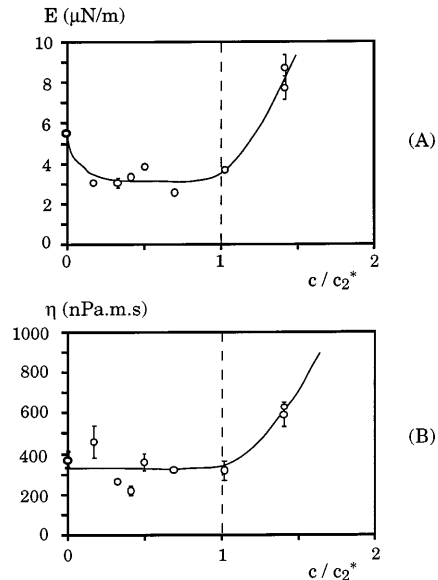 E (μN/m)
10
8
6
4
2
0
0 1 2
c / c₂*
(A)
η (nPa.m.s)
1000
800
600
400
200
0
0 1 2
c / c₂*
(B)